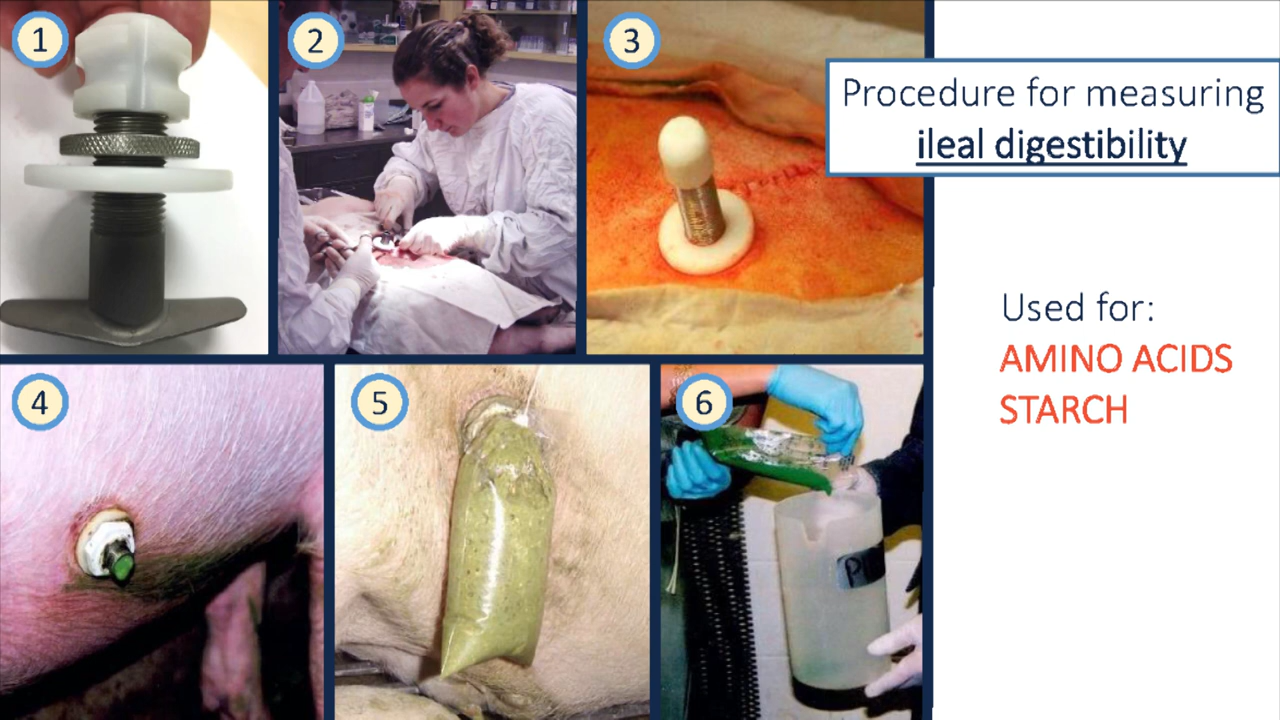 1
2
3
Procedure for measuring
ileal digestibility
Used for:
AMINO ACIDS
STARCH
4
5
6